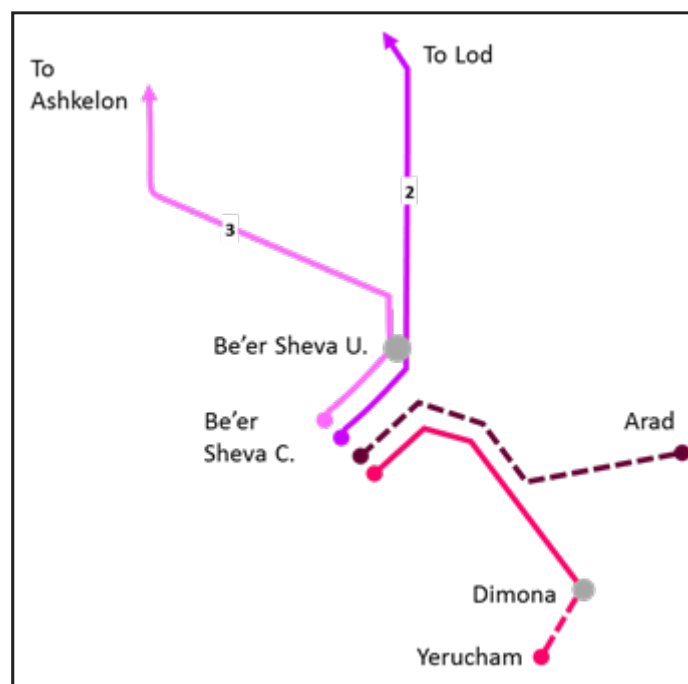 To Lod
To
Ashkelon
2
3
Be'er Sheva U.
Be'er
Sheva C.
Arad
Dimona
Yerucham